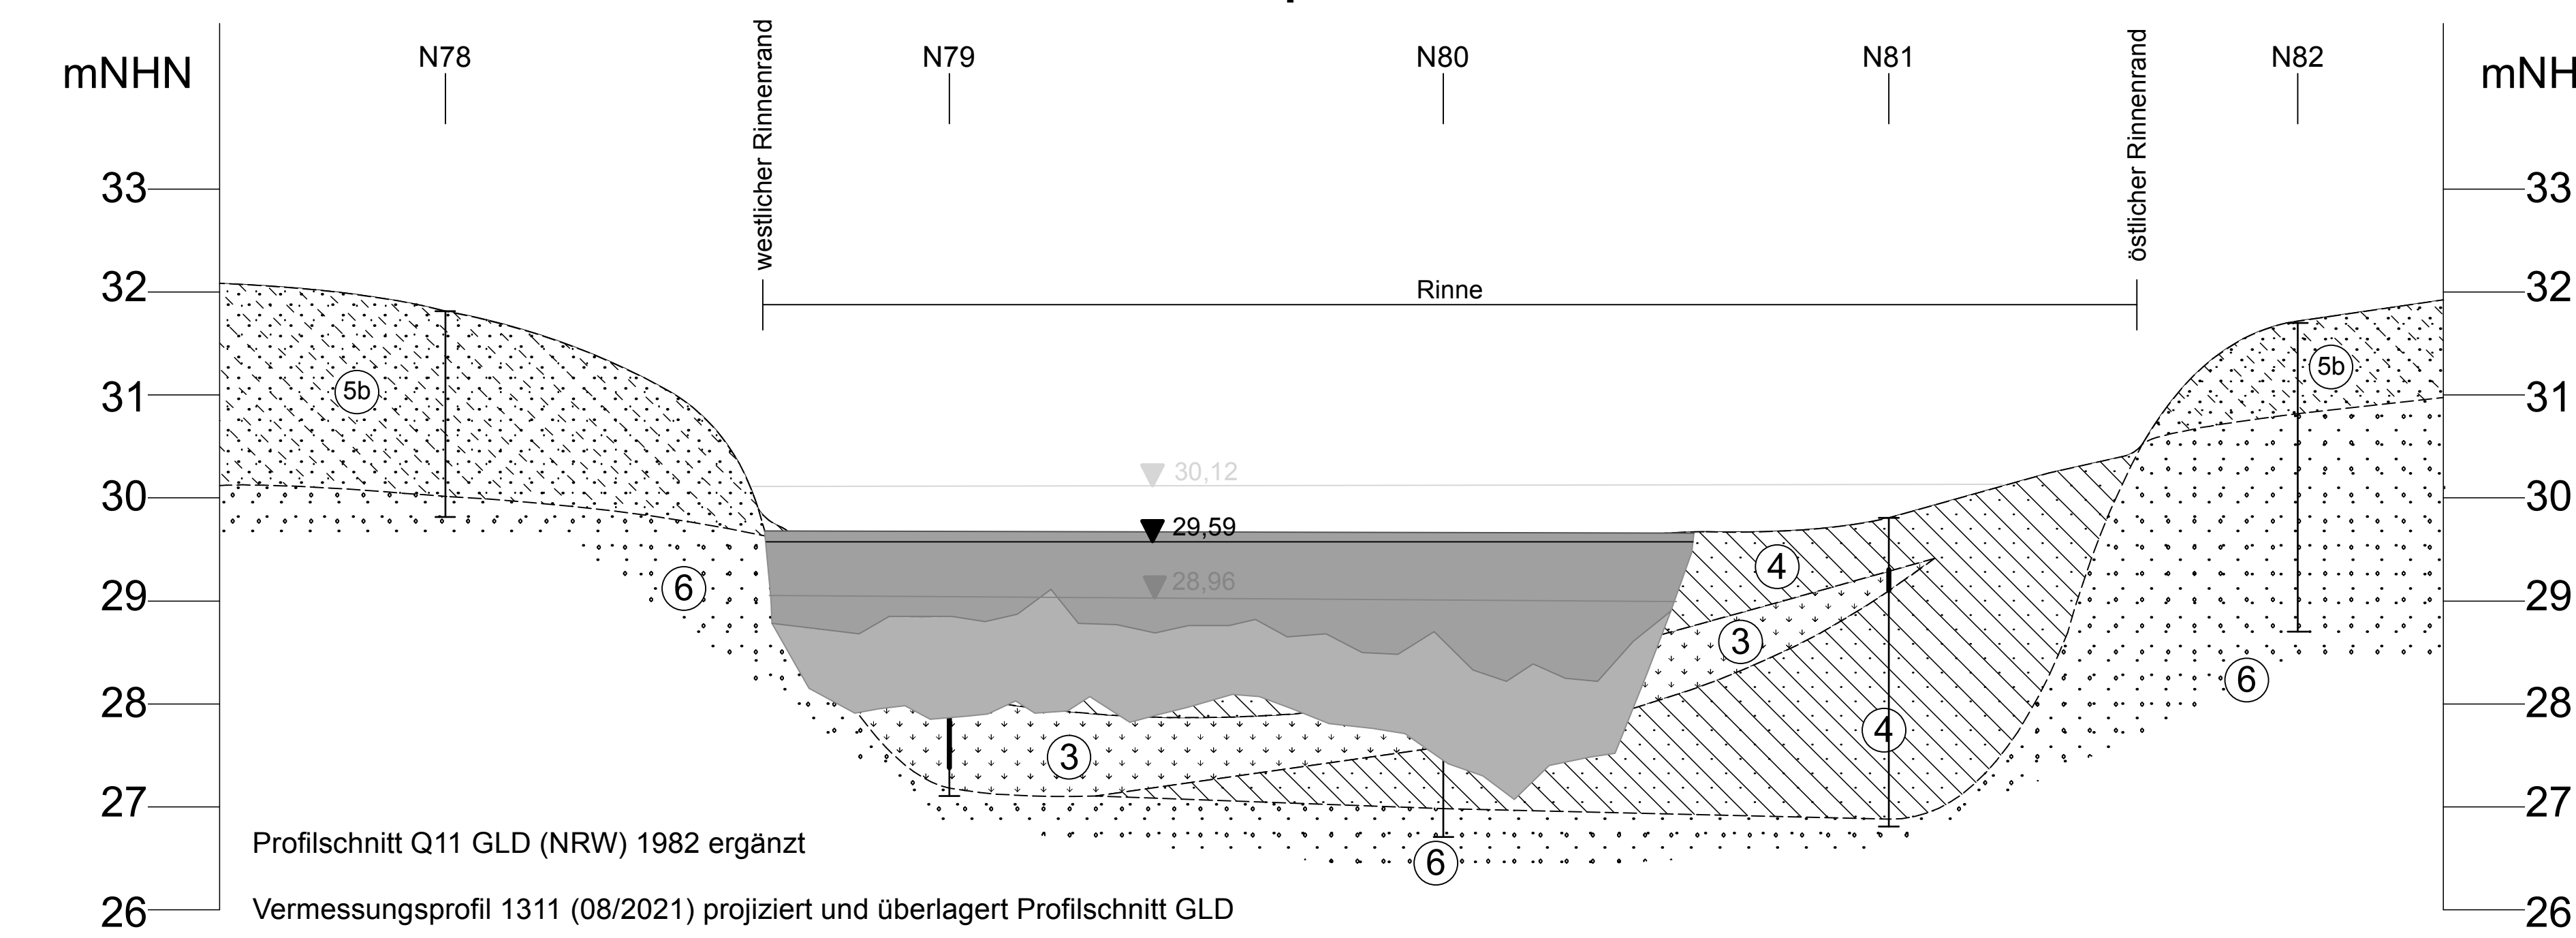 mNHN
N78
westlicher Rinnenrand
N79
N80
N81
östlicher Rinnenrand
N82
mNH
33
33
32
Rinne
32
31
5b
5b
31
30
30,12
30
29,59
29
6
28,96
4
3
29
28
6
28
3
4
27
27
Profilschnitt Q11 GLD (NRW) 1982 ergänzt
6
26
Vermessungsprofil 1311 (08/2021) projiziert und überlagert Profilschnitt GLD
26